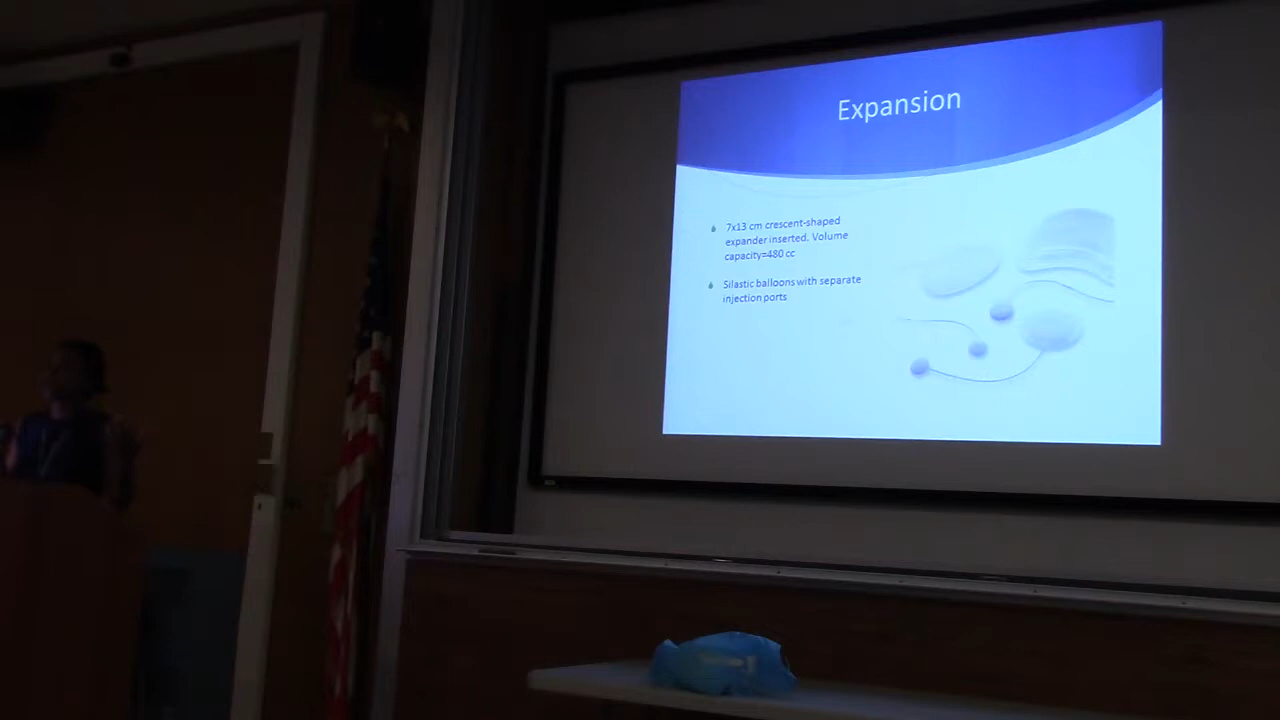 Expansion
7x13 cm crescent-shaped
expander inserted. Volume
capacity=480 cc
Silastic balloons with separate
injection ports